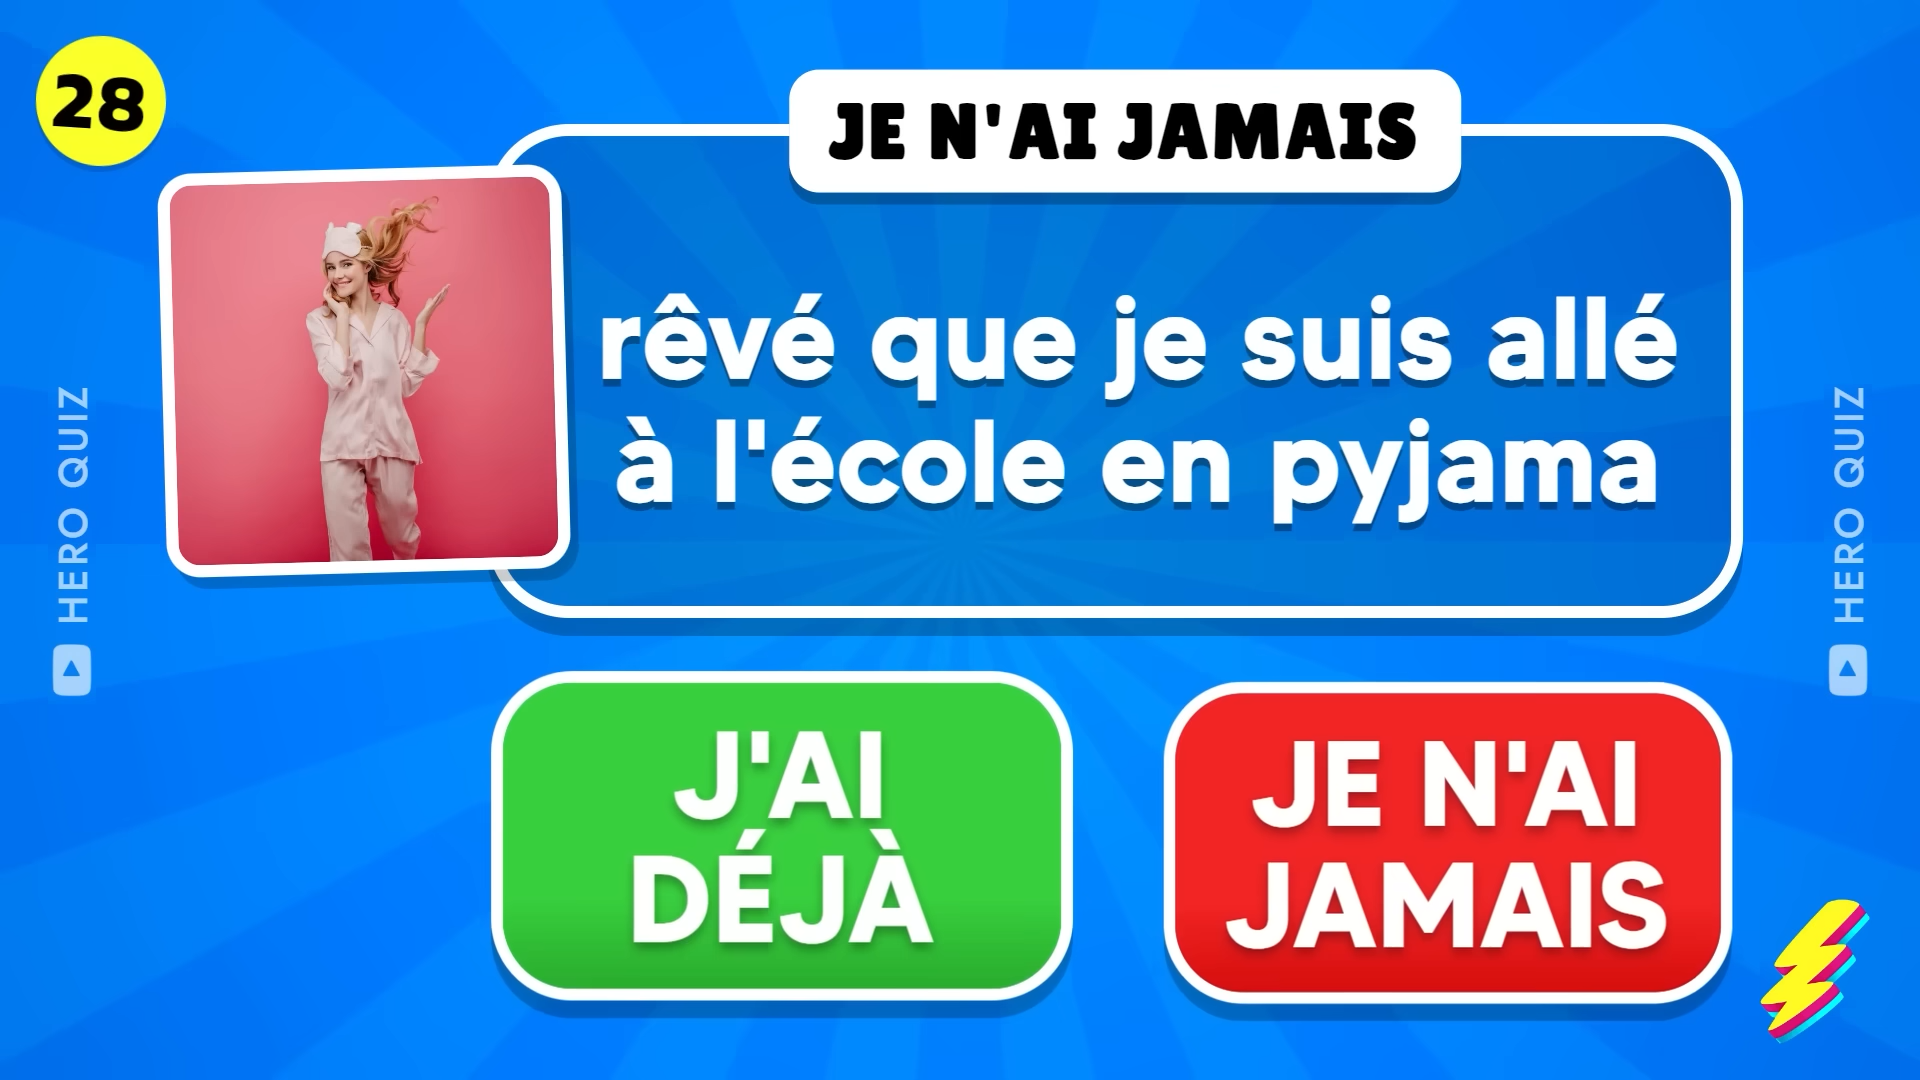 28
JE N'AI JAMAIS
rêvé que je suis allé
à l'école en pyjama
J'AI
DÉJÀ
JE N'AI
JAMAIS
HERO QUIZ
HERO QUIZ